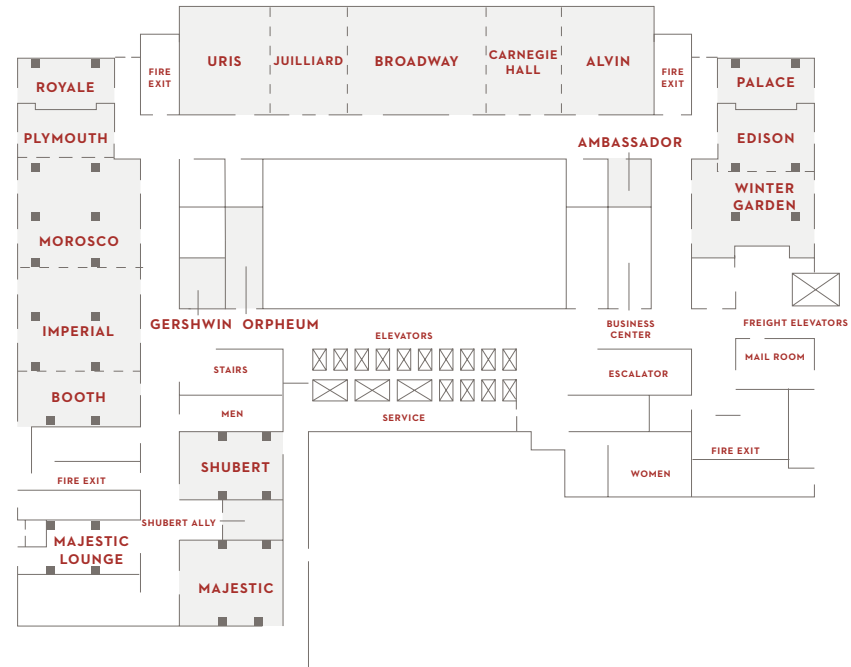 URIS
JUILLIARD
BROADWAY
CARNEGIE
HALL
ALVIN
FIRE
EXIT
FIRE
EXIT
ROYALE
PALACE
PLYMOUTH
AMBASSADOR
EDISON
WINTER
GARDEN
MOROSCO
GERSHWIN
ORPHEUM
IMPERIAL
BUSINESS
CENTER
FREIGHT ELEVATORS
ELEVATORS
MAIL ROOM
STAIRS
ESCALATOR
BOOTH
MEN
SERVICE
FIRE EXIT
SHUBERT
WOMEN
FIRE EXIT
SHUBERT ALLY
MAJESTIC
LOUNGE
MAJESTIC